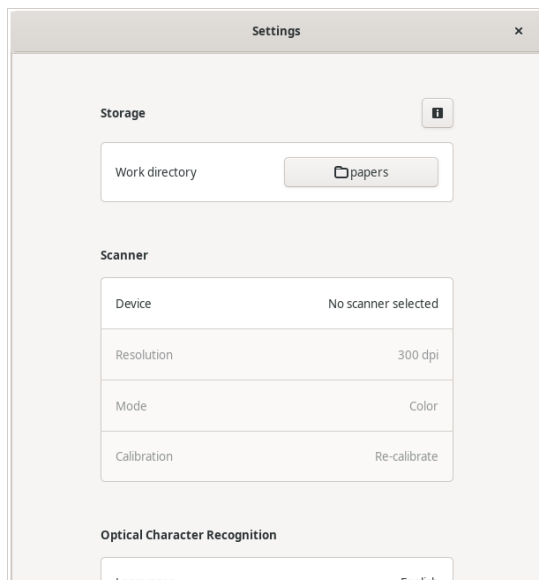 Settings
Storage
Work directory papers
Scanner
Device No scanner selected
Resolution 300 dpi
Mode Color
Calibration Re-calibrate
Optical Character Recognition